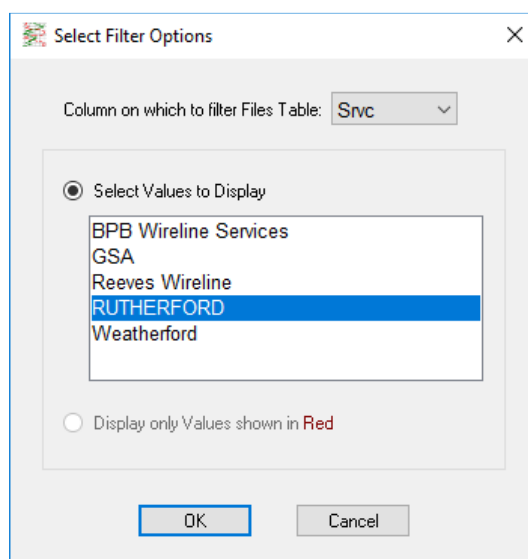 Select Filter Options
Column on which to filter Files Table: Srvc
Select Values to Display
BPB Wireline Services
GSA
Reeves Wireline
RUTHERFORD
Weatherford
Display only Values shown in Red
OK Cancel